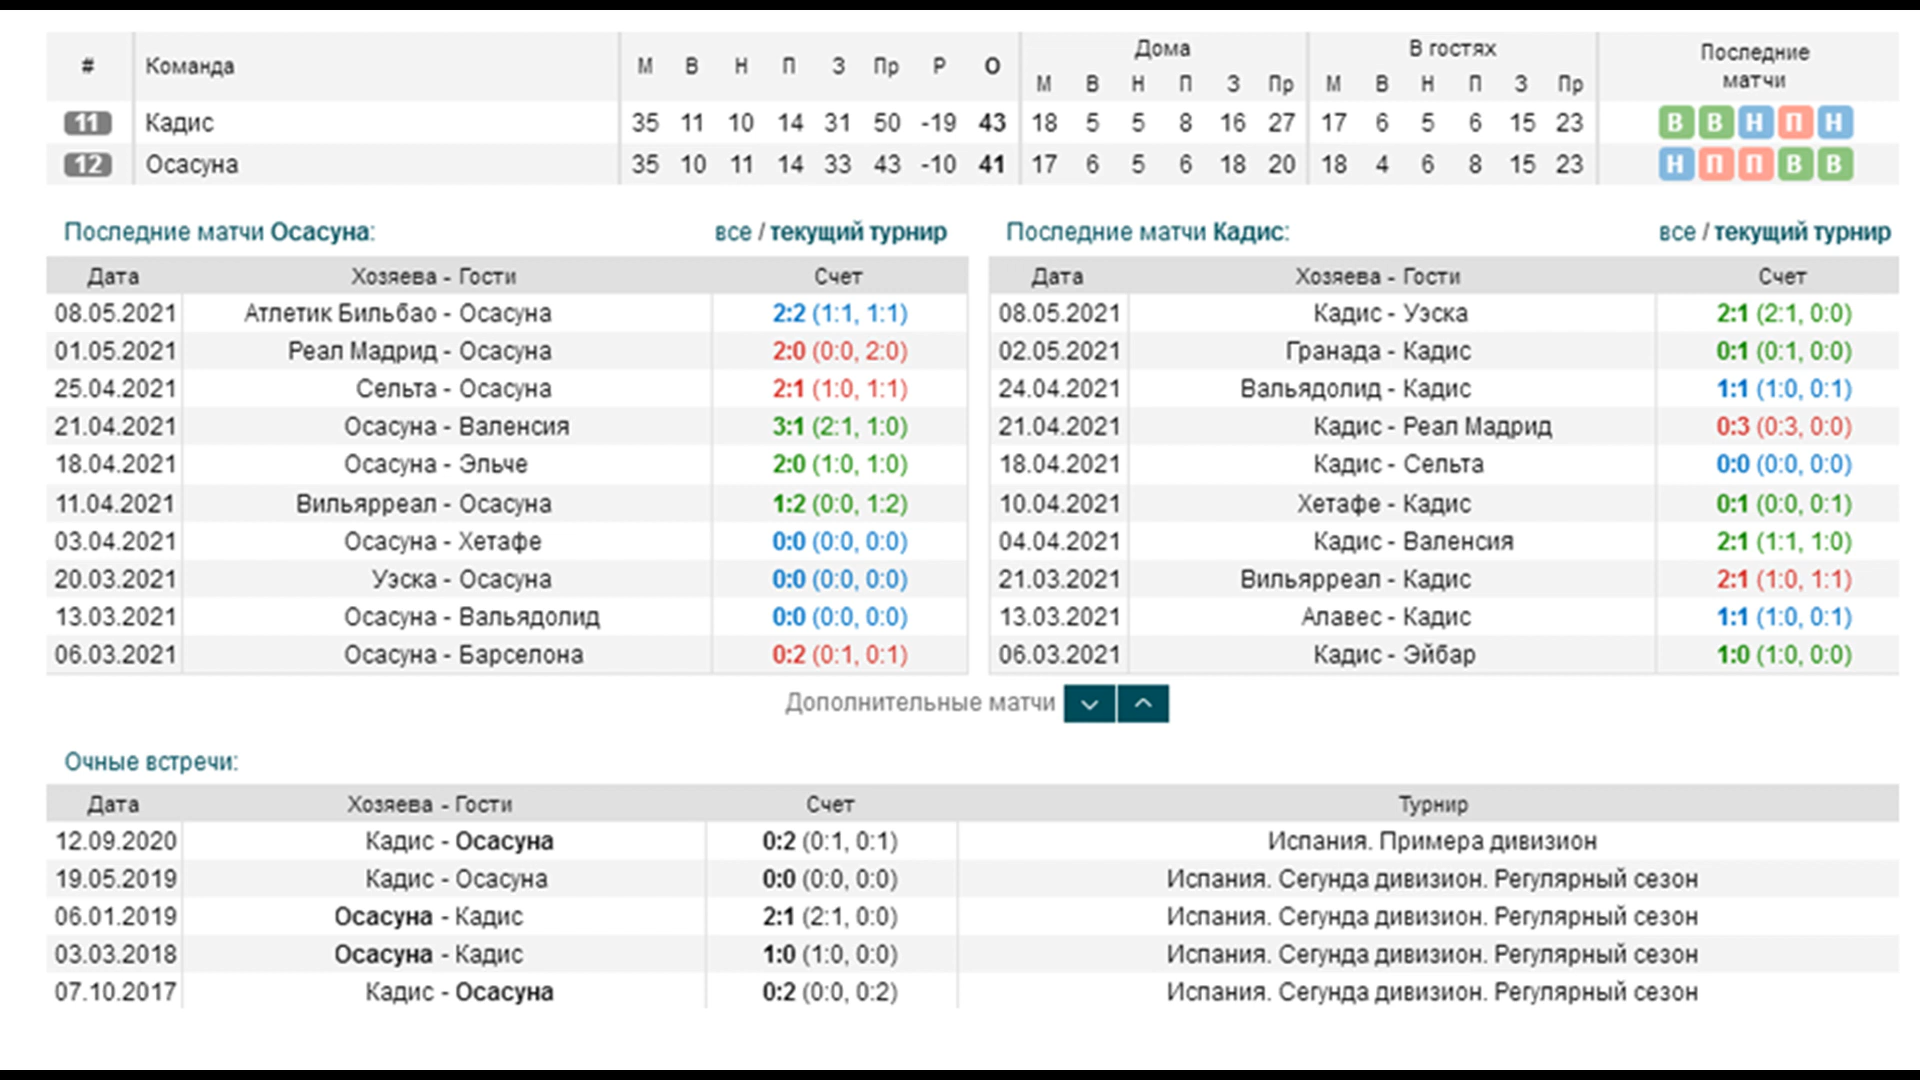 # Команда М В Н П З Пр Р О Дома М В Н П З Пр В гостях М В Н П З Пр Последние матчи
11 Кадис 35 11 10 14 31 50 -19 43 18 5 5 8 16 27 17 6 5 6 15 23 В В Н П Н
12 Осасуна 35 10 11 14 33 43 -10 41 17 6 5 6 18 20 18 4 6 8 15 23 Н П П В В
Последние матчи Осасуна: все / текущий турнир
Дата Хозяева - Гости Счет
08.05.2021 Атлетик Бильбао - Осасуна 2:2 (1:1, 1:1)
01.05.2021 Реал Мадрид - Осасуна 2:0 (0:0, 2:0)
25.04.2021 Сельта - Осасуна 2:1 (1:0, 1:1)
21.04.2021 Осасуна - Валенсия 3:1 (2:1, 1:0)
18.04.2021 Осасуна - Эльче 2:0 (1:0, 1:0)
11.04.2021 Вильярреал - Осасуна 1:2 (0:0, 1:2)
03.04.2021 Осасуна - Хетафе 0:0 (0:0, 0:0)
20.03.2021 Уэска - Осасуна 0:0 (0:0, 0:0)
13.03.2021 Осасуна - Вальядолид 0:0 (0:0, 0:0)
06.03.2021 Осасуна - Барселона 0:2 (0:1, 0:1)
Последние матчи Кадис: все / текущий турнир
Дата Хозяева - Гости Счет
08.05.2021 Кадис - Уэска 2:1 (2:1, 0:0)
02.05.2021 Гранада - Кадис 0:1 (0:1, 0:0)
24.04.2021 Вальядолид - Кадис 1:1 (1:0, 0:1)
21.04.2021 Кадис - Реал Мадрид 0:3 (0:3, 0:0)
18.04.2021 Кадис - Сельта 0:0 (0:0, 0:0)
10.04.2021 Хетафе - Кадис 0:1 (0:0, 0:1)
04.04.2021 Кадис - Валенсия 2:1 (1:1, 1:0)
21.03.2021 Вильярреал - Кадис 2:1 (1:0, 1:1)
13.03.2021 Алавес - Кадис 1:1 (1:0, 0:1)
06.03.2021 Кадис - Эйбар 1:0 (1:0, 0:0)
Дополнительные матчи
Очные встречи:
Дата Хозяева - Гости Счет Турнир
12.09.2020 Кадис - Осасуна 0:2 (0:1, 0:1) Испания. Примера дивизион
19.05.2019 Кадис - Осасуна 0:0 (0:0, 0:0) Испания. Сегунда дивизион. Регулярный сезон
06.01.2019 Осасуна - Кадис 2:1 (2:1, 0:0) Испания. Сегунда дивизион. Регулярный сезон
03.03.2018 Осасуна - Кадис 1:0 (1:0, 0:0) Испания. Сегунда дивизион. Регулярный сезон
07.10.2017 Кадис - Осасуна 0:2 (0:0, 0:2) Испания. Сегунда дивизион. Регулярный сезон